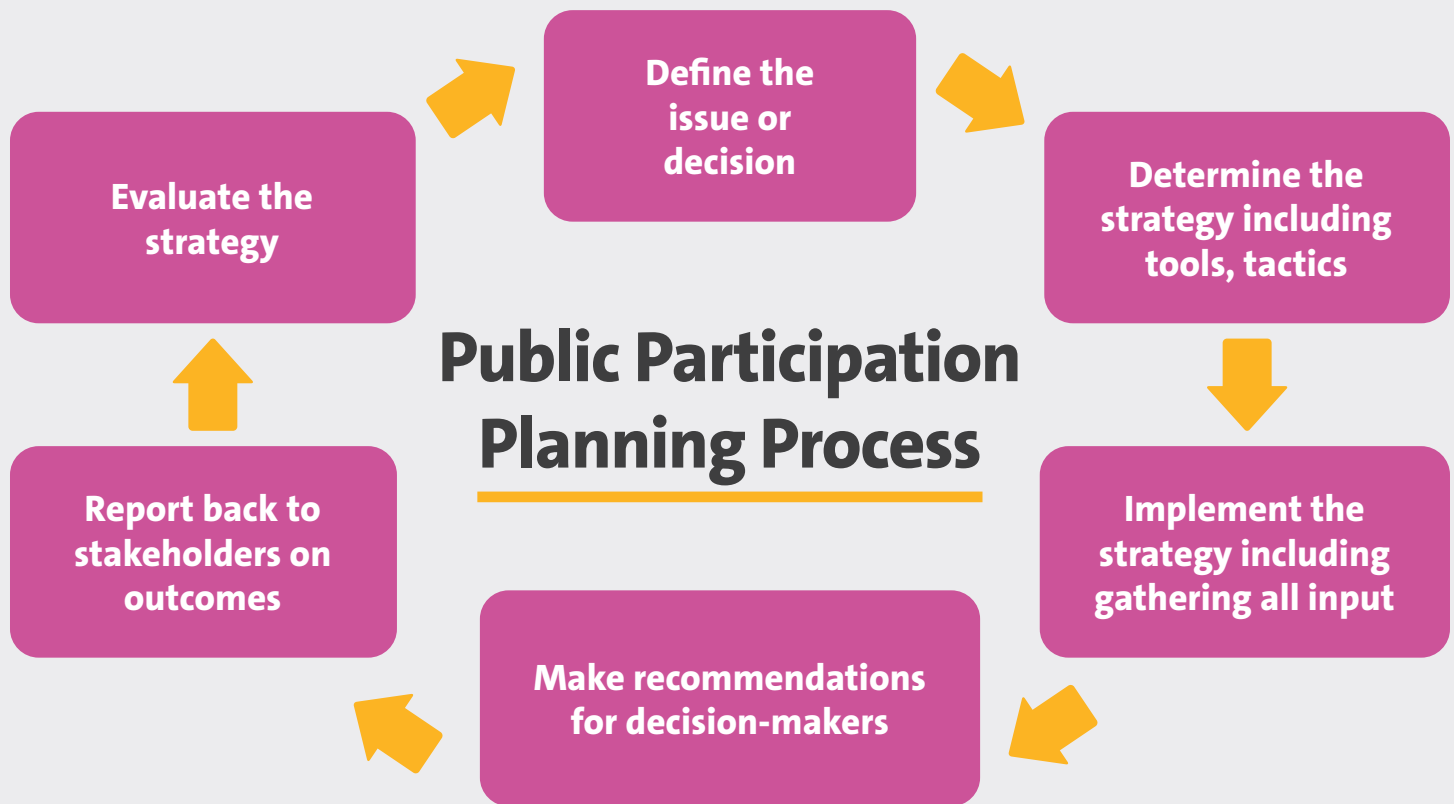 Public Participation
Planning Process
Define the
issue or
decision
Determine the
strategy including
tools, tactics
Implement the
strategy including
gathering all input
Make recommendations
for decision-makers
Report back to
stakeholders on
outcomes
Evaluate the
strategy